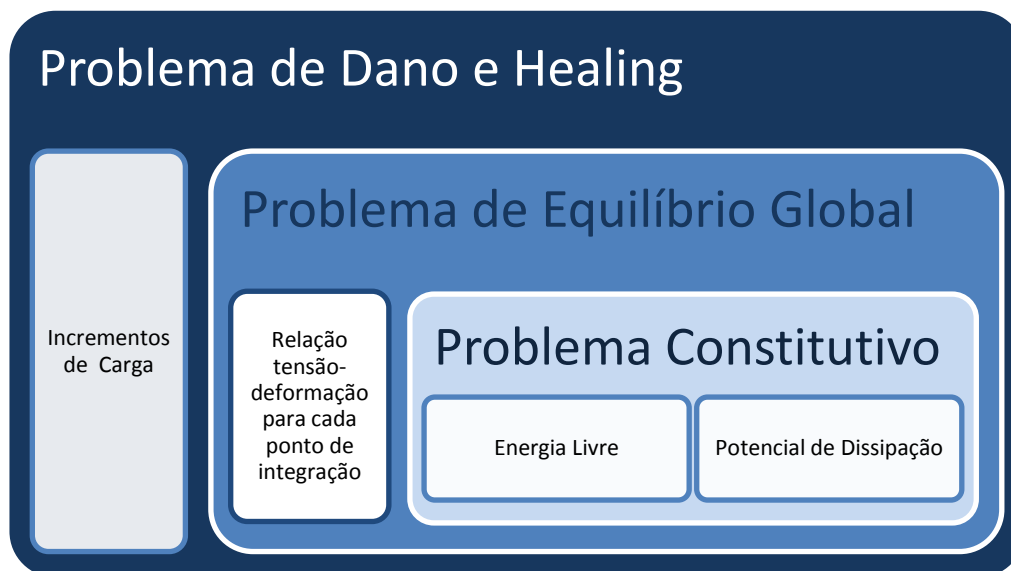 Problema de Dano e Healing
Problema de Equilíbrio Global
Incrementos
de Carga
Relação
tensão-
deformação
para cada
ponto de
integração
Problema Constitutivo
Energia Livre
Potencial de Dissipação